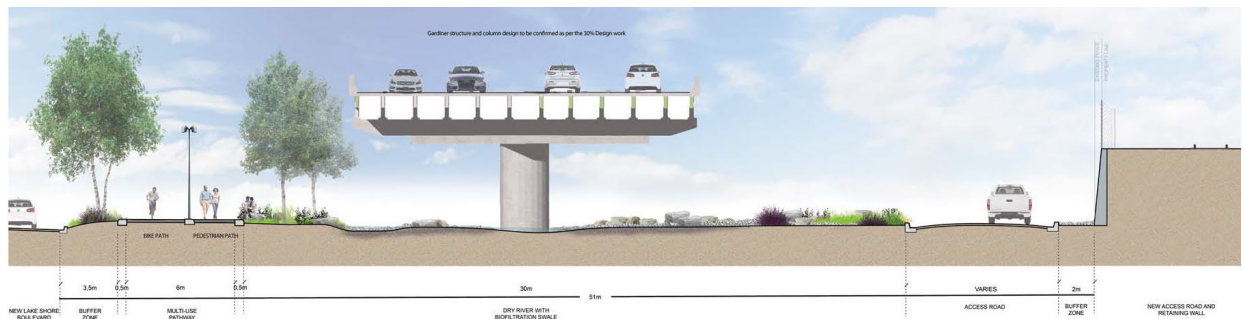 Gardiner structure and column design to be confirmed as per the 30% Design work
BIKE PATH
PEDESTRIAN PATH
3.5m
0.5m
6m
0.5m
30m
VARIES
2m
51m
NEW LAKE SHORE
BOULEVARD
BUFFER
ZONE
MULTI-USE
PATHWAY
DRY RIVER WITH
BIOFILTRATION SWALE
ACCESS ROAD
BUFFER
ZONE
NEW ACCESS ROAD AND
RETAINING WALL